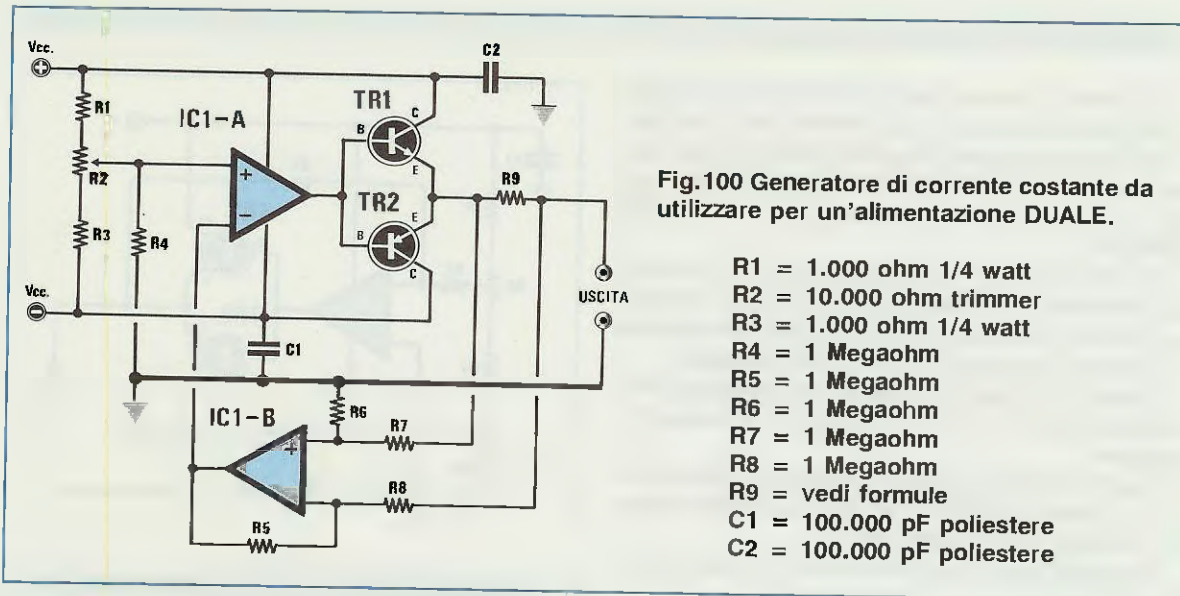 Vcc.
R1
R2
R3
R4
Vcc.
IC1-A
+
-
TR1
B
C
E
TR2
B
E
C
C2
R9
USCITA
C1
IC1-B
+
R6
R7
R8
R5
Fig.100 Generatore di corrente costante da
utilizzare per un'alimentazione DUALE.
R1 = 1.000 ohm 1/4 watt
R2 = 10.000 ohm trimmer
R3 = 1.000 ohm 1/4 watt
R4 = 1 Megaohm
R5 = 1 Megaohm
R6 = 1 Megaohm
R7 = 1 Megaohm
R8 = 1 Megaohm
R9 = vedi formule
C1 = 100.000 pF poliestere
C2 = 100.000 pF poliestere